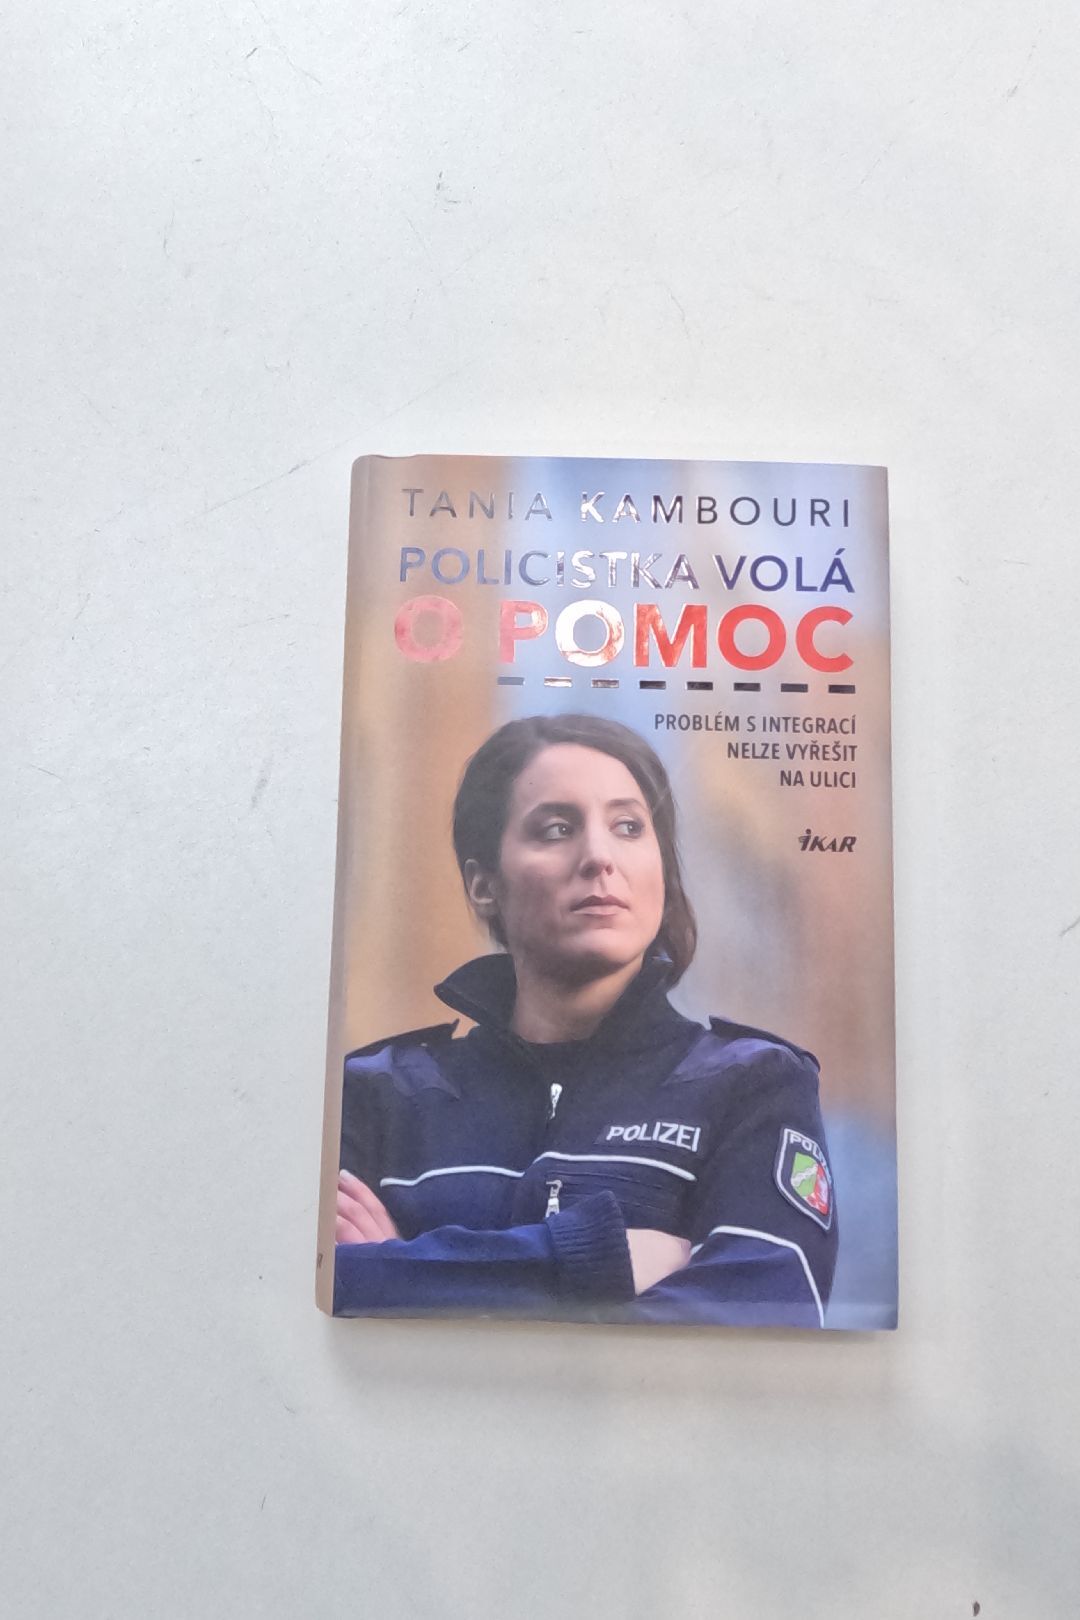 TANIA KAMBOURI
POLICISTKA VOLÁ
O POMOC
PROBLÉM S INTEGRACÍ
NELZE VYŘEŠIT
NA ULICI
iKAR
POLIZEI